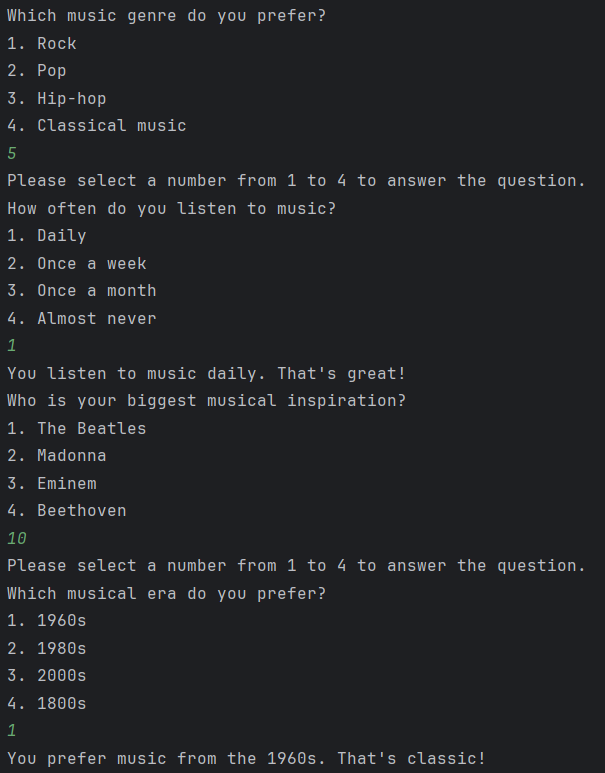 Which music genre do you prefer?
1. Rock
2. Pop
3. Hip-hop
4. Classical music
5
Please select a number from 1 to 4 to answer the question.
How often do you listen to music?
1. Daily
2. Once a week
3. Once a month
4. Almost never
1
You listen to music daily. That's great!
Who is your biggest musical inspiration?
1. The Beatles
2. Madonna
3. Eminem
4. Beethoven
10
Please select a number from 1 to 4 to answer the question.
Which musical era do you prefer?
1. 1960s
2. 1980s
3. 2000s
4. 1800s
1
You prefer music from the 1960s. That's classic!